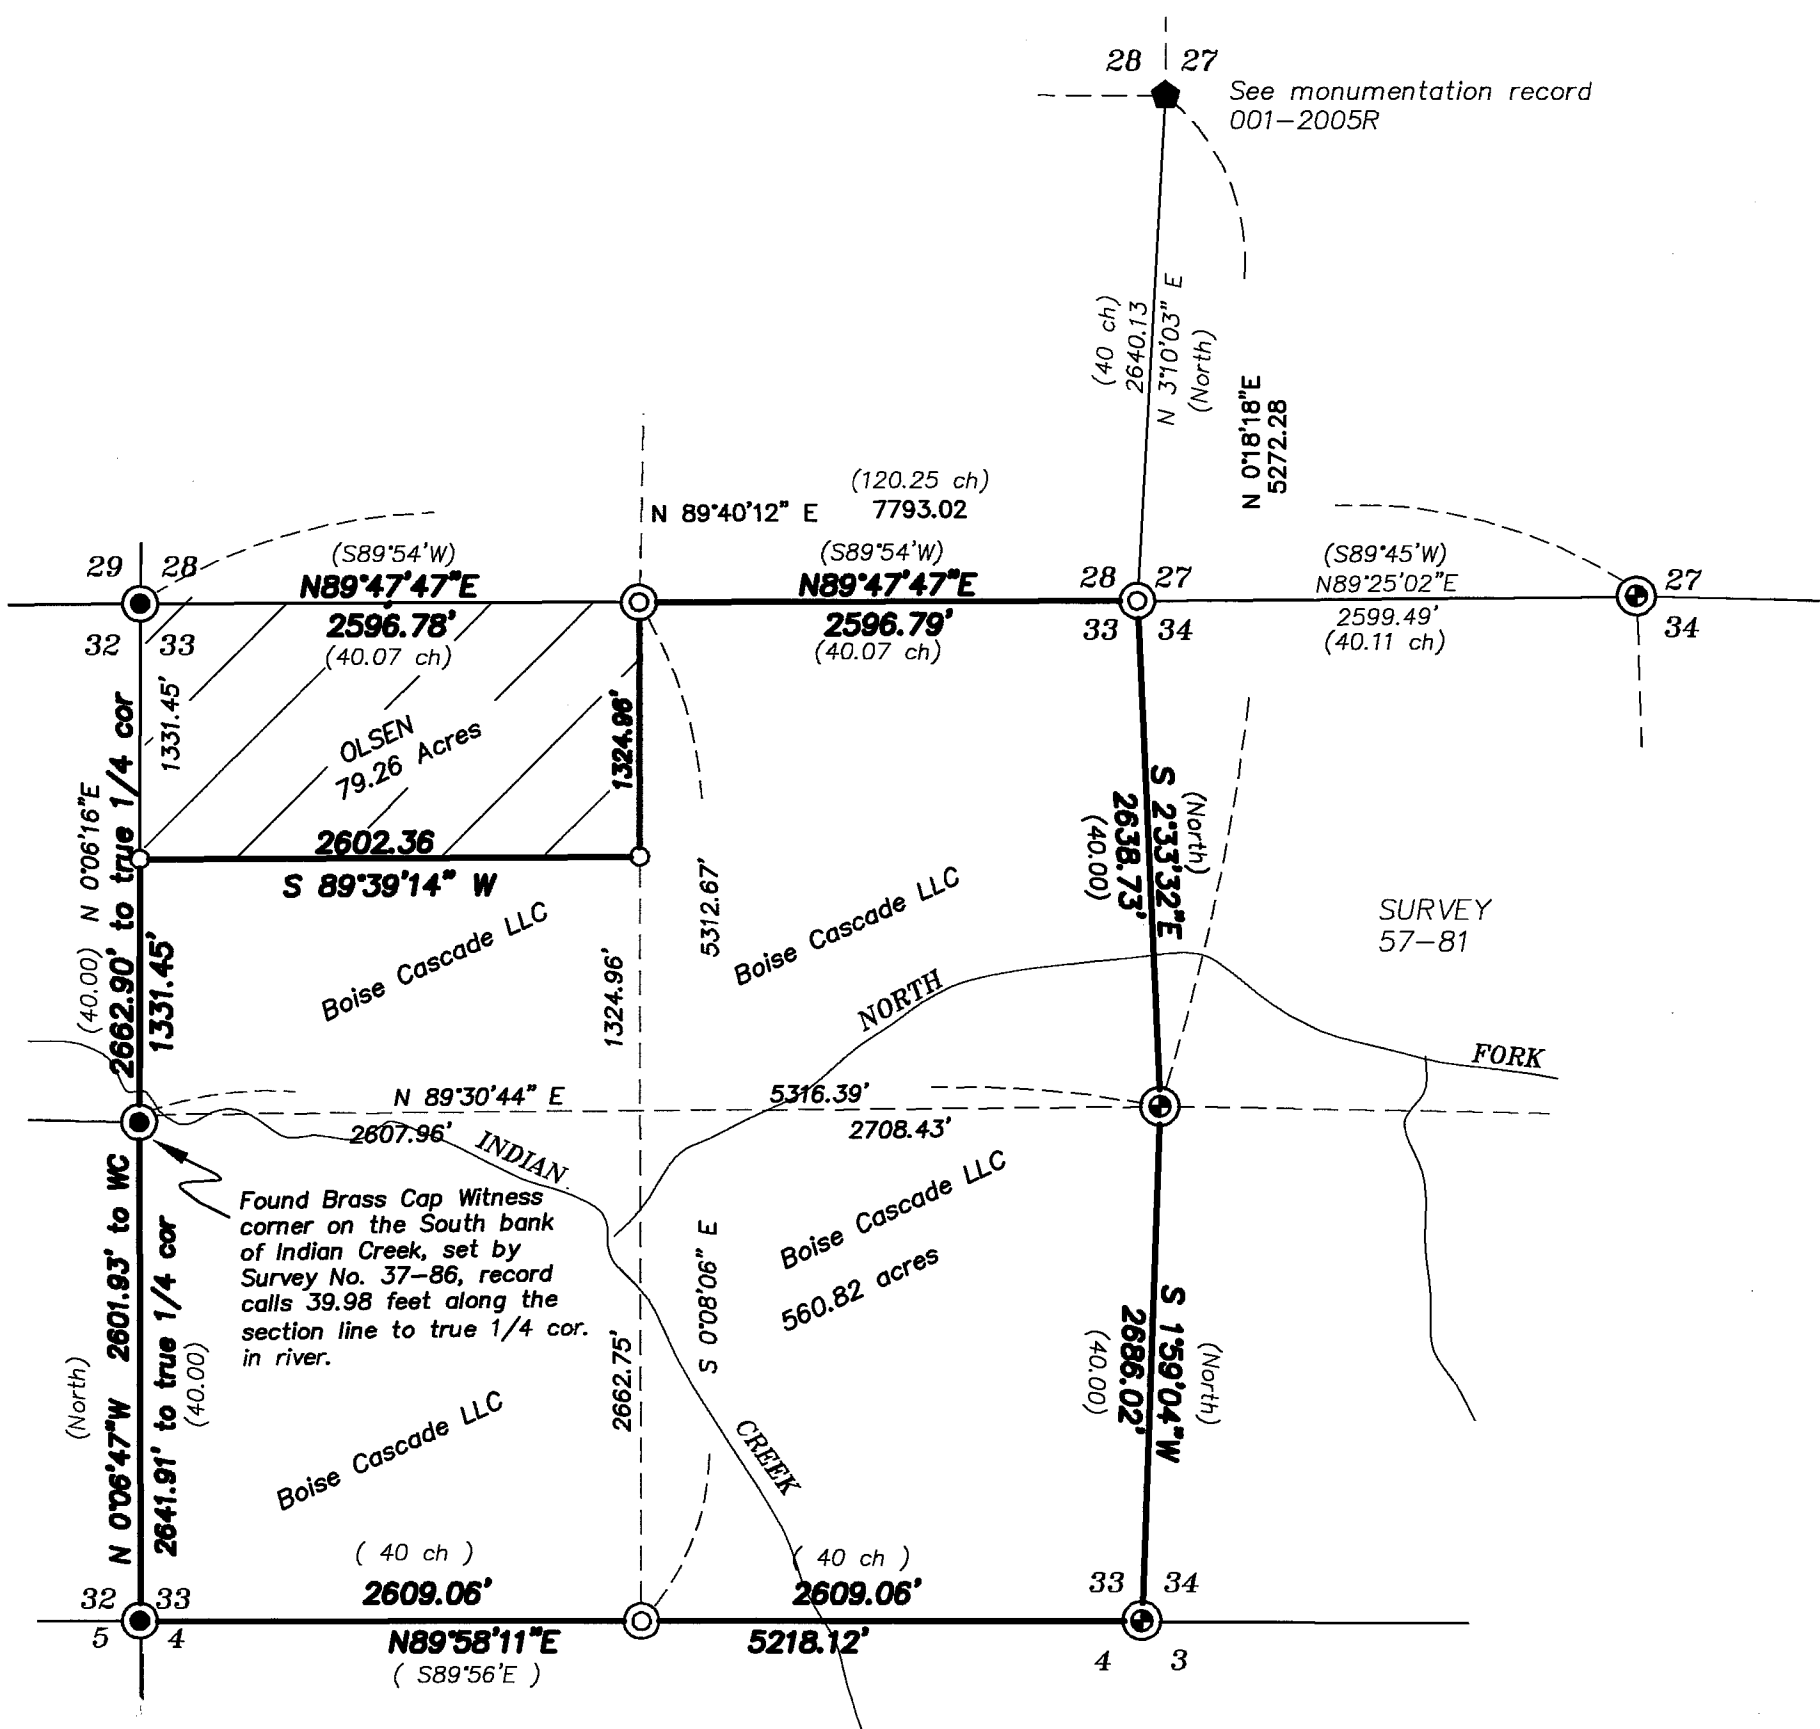 28 27
See monumentation record
001-2005R
(40 ch)
2640.13
N 3°10'03" E
(North)
N 0°18'18"E
5272.28
(120.25 ch)
N 89°40'12" E 7793.02
29 28
(S89°54'W)
N89°47'47"E
2596.78'
(40.07 ch)
32 33
(S89°54'W)
N89°47'47"E
2596.79'
(40.07 ch)
28 27
33 34
(S89°45'W)
N89°25'02"E
2599.49'
(40.11 ch)
27
34
1331.45'
OLSEN
79.26 Acres
1324.96'
2602.36
S 89°39'14" W
(40.00) N 0°06'16"E
2662.90' to true 1/4 cor
1331.45'
Boise Cascade LLC
5312.67'
1324.96'
Boise Cascade LLC
(North)
S 2°33'32"E
2638.73'
(40.00)
SURVEY
57-81
NORTH
FORK
N 89°30'44" E 5316.39'
2607.96' 2708.43'
INDIAN
Found Brass Cap Witness
corner on the South bank
of Indian Creek, set by
Survey No. 37-86, record
calls 39.98 feet along the
section line to true 1/4 cor.
in river.
Boise Cascade LLC
560.82 acres
S 0°08'06" E
2662.75'
(North)
N 0°06'47"W 2601.93' to WC
2641.91' to true 1/4 cor
(40.00)
S 1°59'04"W
2686.02'
(40.00)
(North)
Boise Cascade LLC
CREEK
( 40 ch )
2609.06'
( 40 ch )
2609.06'
32 33
5 4
33 34
4 3
N89°58'11"E 5218.12'
( S89°56'E )